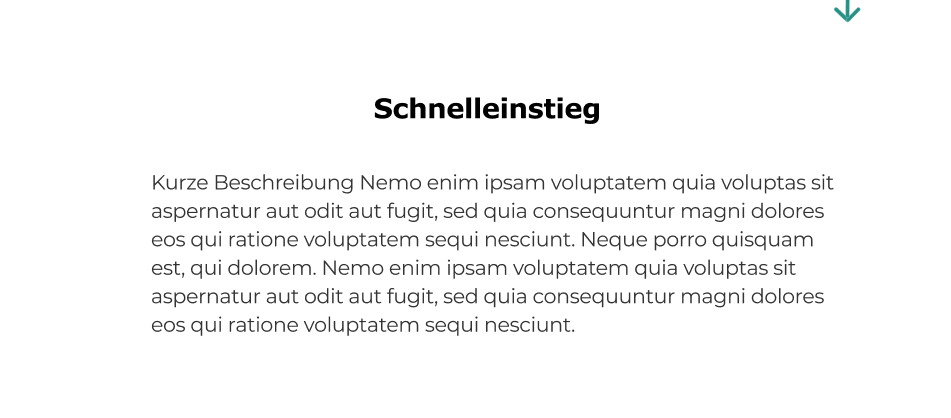 Schnelleinstieg
Kurze Beschreibung Nemo enim ipsam voluptatem quia voluptas sit
aspernatur aut odit aut fugit, sed quia consequuntur magni dolores
eos qui ratione voluptatem sequi nesciunt. Neque porro quisquam
est, qui dolorem. Nemo enim ipsam voluptatem quia voluptas sit
aspernatur aut odit aut fugit, sed quia consequuntur magni dolores
eos qui ratione voluptatem sequi nesciunt.